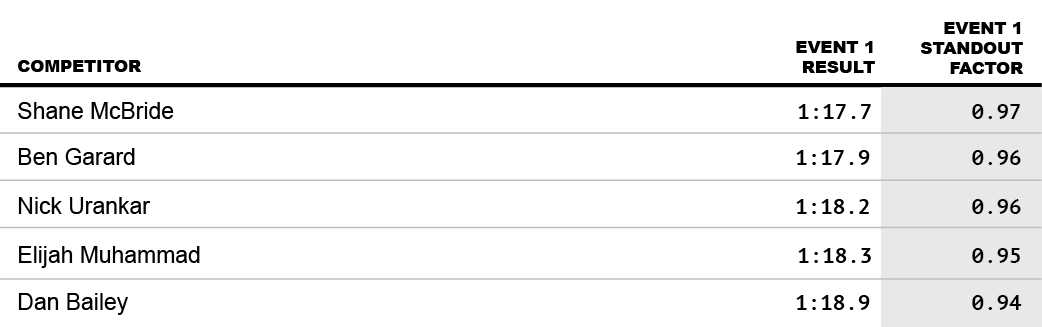 COMPETITOR EVENT 1 RESULT EVENT 1 STANDOUT FACTOR
Shane McBride 1:17.7 0.97
Ben Garard 1:17.9 0.96
Nick Urankar 1:18.2 0.96
Elijah Muhammad 1:18.3 0.95
Dan Bailey 1:18.9 0.94